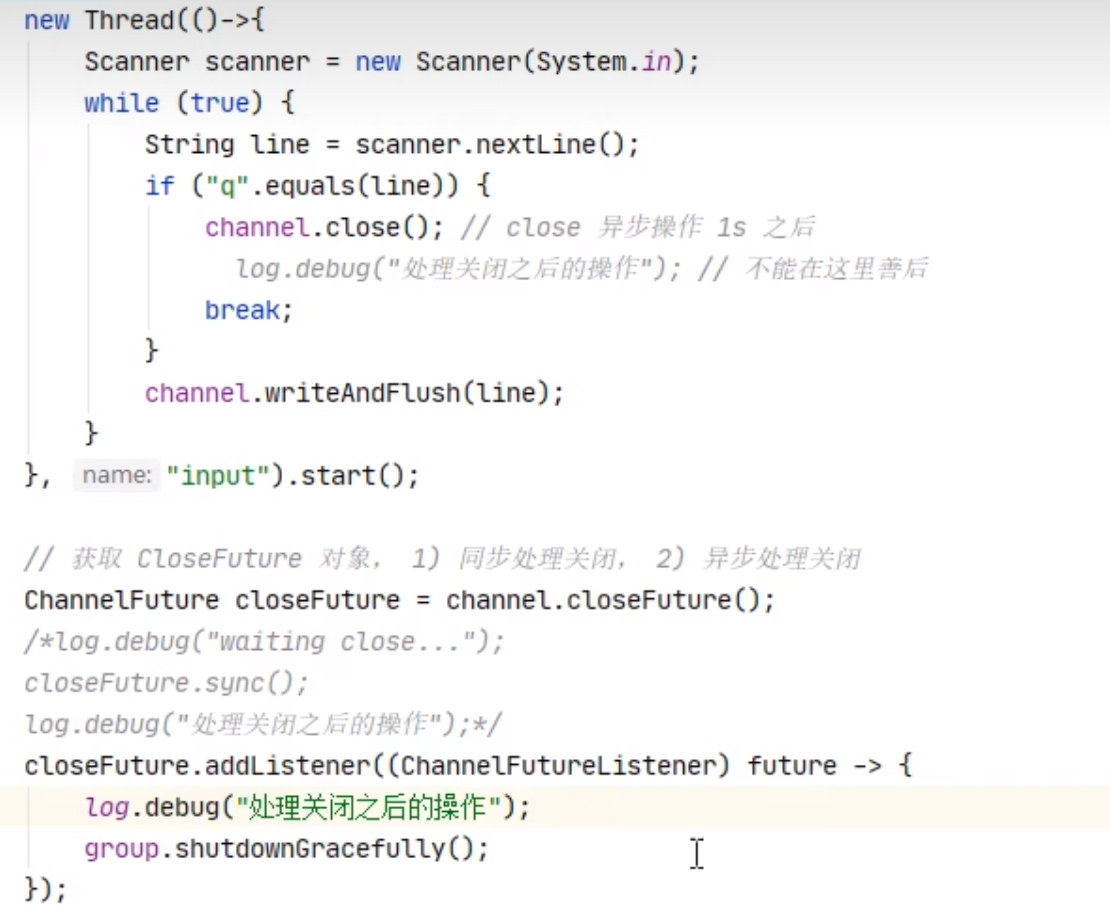 new Thread(()->{
Scanner scanner = new Scanner(System.in);
while (true) {
String line = scanner.nextLine();
if ("q".equals(line)) {
channel.close(); // close 异步操作 1s 之后
log.debug("处理关闭之后的操作"); // 不能在这里善后
break;
}
channel.writeAndFlush(line);
}
}, name: "input").start();
// 获取 CloseFuture 对象， 1) 同步处理关闭， 2) 异步处理关闭
ChannelFuture closeFuture = channel.closeFuture();
/*log.debug("waiting close...");
closeFuture.sync();
log.debug("处理关闭之后的操作");*/
closeFuture.addListener((ChannelFutureListener) future -> {
log.debug("处理关闭之后的操作");
group.shutdownGracefully();
});